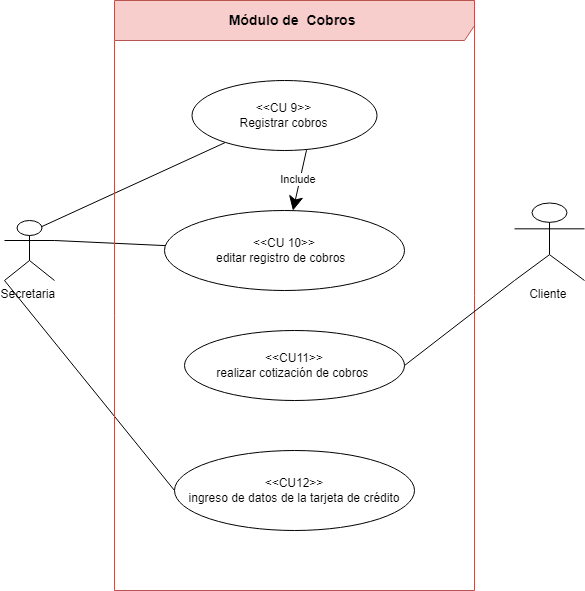 Módulo de  Cobros
<<CU 9>>
Registrar cobros
Include
<<CU 10>>
editar registro de cobros
Secretaria
Cliente
<<CU11>>
realizar cotización de cobros
<<CU12>>
ingreso de datos de la tarjeta de crédito